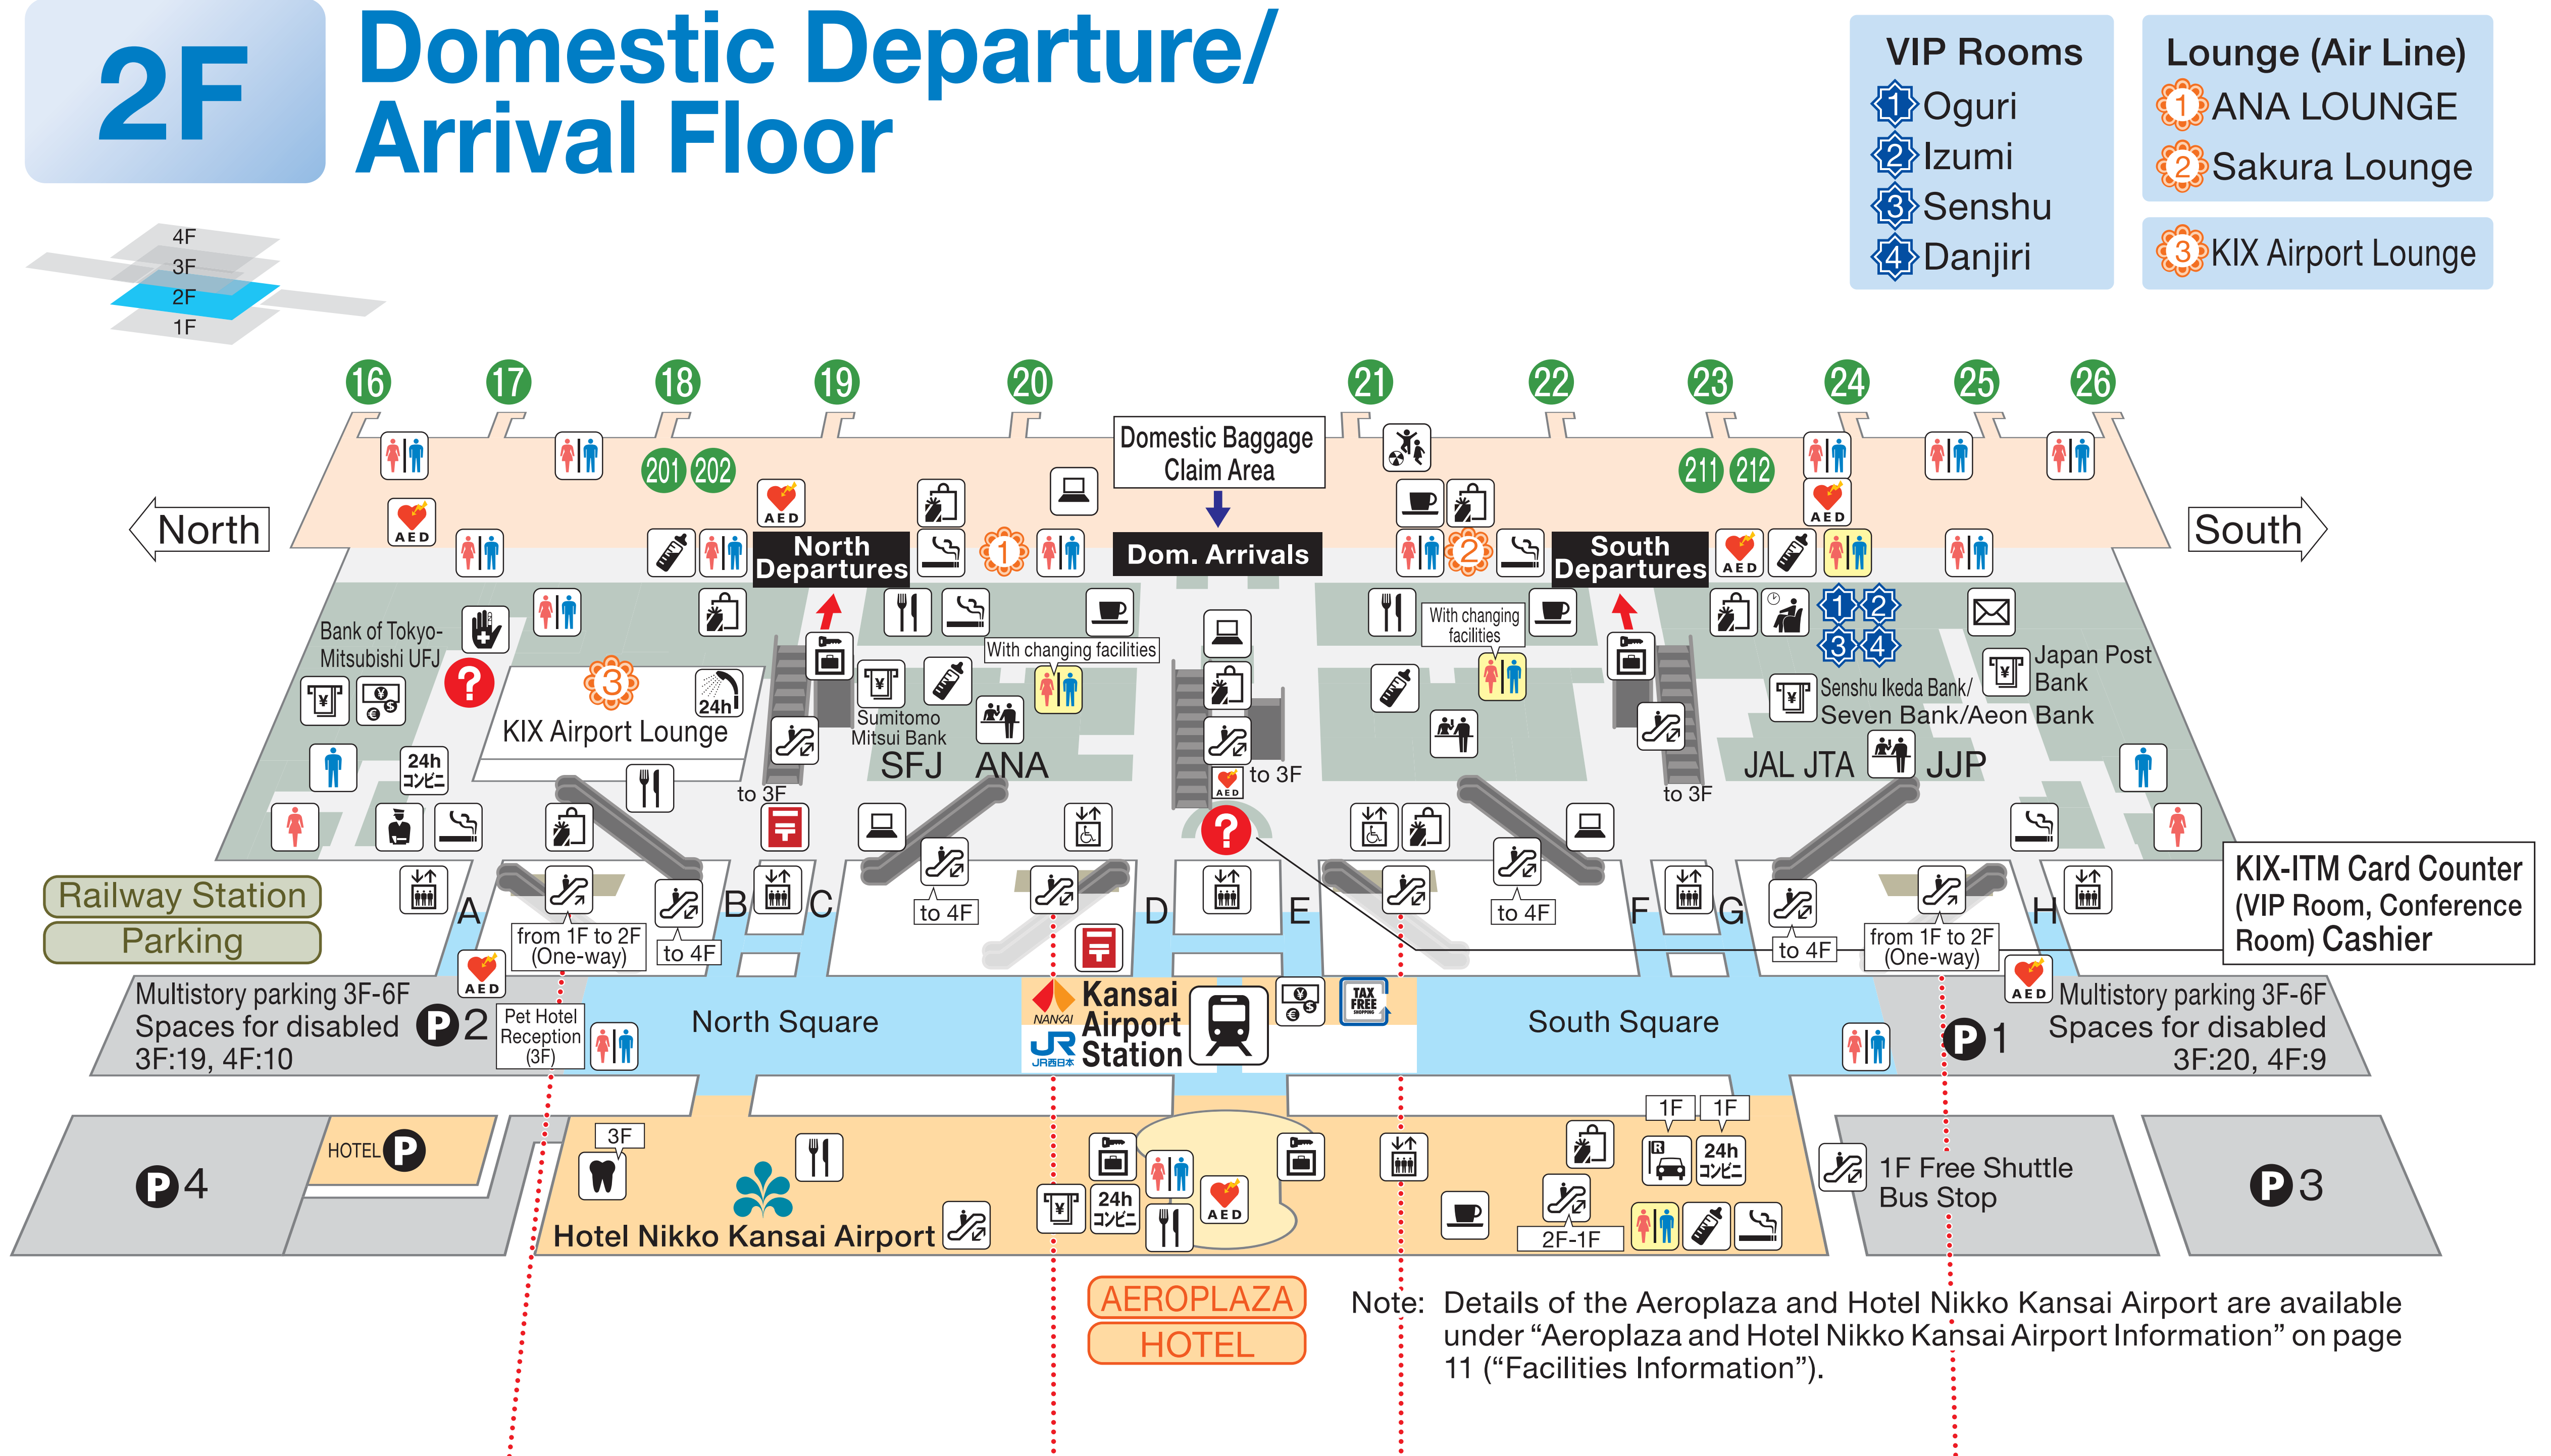 2F
Domestic Departure/
Arrival Floor
VIP Rooms
1 Oguri
2 Izumi
3 Senshu
4 Danjiri
Lounge (Air Line)
1 ANA LOUNGE
2 Sakura Lounge
3 KIX Airport Lounge
4F
3F
2F
1F
16 17 18 19 20 21 22 23 24 25 26
Domestic Baggage
Claim Area
201 202
211 212
AED
AED
AED
North
South
North
Departures
1
Dom. Arrivals
2
South
Departures
AED
Bank of Tokyo-
Mitsubishi UFJ
?
¥
¥ $ €
3
24h
KIX Airport Lounge
¥
Sumitomo
Mitsui Bank
With changing facilities
With changing
facilities
1 2
3 4
Japan Post
Bank
¥
¥
Senshu Ikeda Bank/
Seven Bank/Aeon Bank
SFJ ANA
JAL JTA JJP
24h
コンビニ
to 3F
to 3F
AED
to 3F
〒
?
KIX-ITM Card Counter
(VIP Room, Conference
Room) Cashier
Railway Station
Parking
A B C D E F G H
from 1F to 2F
(One-way)
to 4F
to 4F
to 4F
to 4F
from 1F to 2F
(One-way)
〒
AED
AED
Multistory parking 3F-6F
Spaces for disabled
3F:19, 4F:10
P 2
Pet Hotel
Reception
(3F)
North Square
NANKAI
JR
JR西日本
Kansai
Airport
Station
¥ $ €
TAX
FREE
SHOPPING
South Square
P 1
Multistory parking 3F-6F
Spaces for disabled
3F:20, 4F:9
P 4
HOTEL P
3F
Hotel Nikko Kansai Airport
¥
24h
コンビニ
AED
1F
1F
R
24h
コンビニ
2F-1F
1F Free Shuttle
Bus Stop
P 3
AEROPLAZA
HOTEL
Note: Details of the Aeroplaza and Hotel Nikko Kansai Airport are available
under “Aeroplaza and Hotel Nikko Kansai Airport Information” on page
11 (“Facilities Information”).